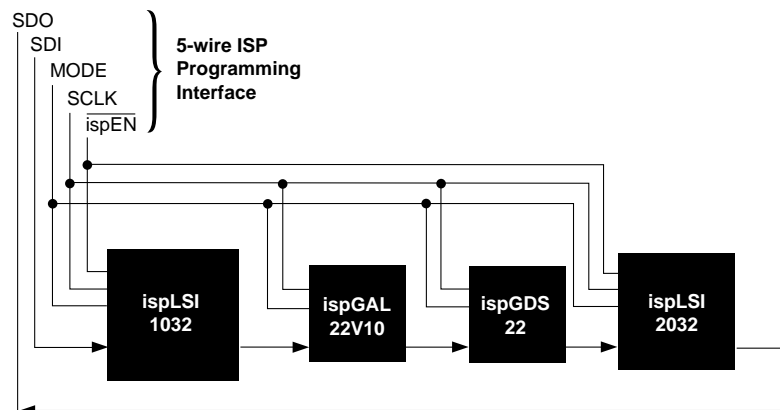 SDO
SDI
MODE
SCLK
ispEN
5-wire ISP
Programming
Interface
ispLSI
1032
ispGAL
22V10
ispGDS
22
ispLSI
2032